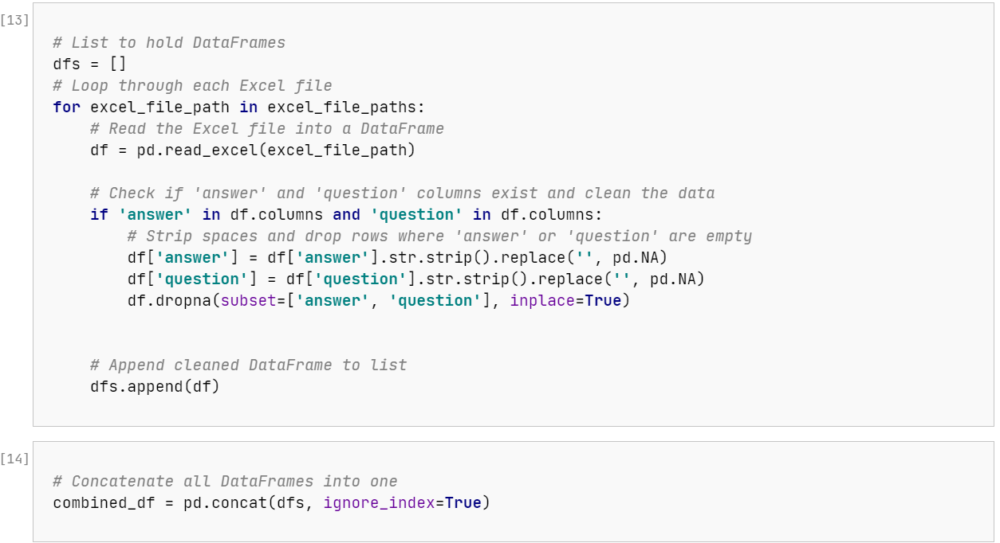 [13]
# List to hold DataFrames
dfs = []
# Loop through each Excel file
for excel_file_path in excel_file_paths:
    # Read the Excel file into a DataFrame
    df = pd.read_excel(excel_file_path)
    # Check if 'answer' and 'question' columns exist and clean the data
    if 'answer' in df.columns and 'question' in df.columns:
        # Strip spaces and drop rows where 'answer' or 'question' are empty
        df['answer'] = df['answer'].str.strip().replace('', pd.NA)
        df['question'] = df['question'].str.strip().replace('', pd.NA)
        df.dropna(subset=['answer', 'question'], inplace=True)
    # Append cleaned DataFrame to list
    dfs.append(df)
[14]
# Concatenate all DataFrames into one
combined_df = pd.concat(dfs, ignore_index=True)